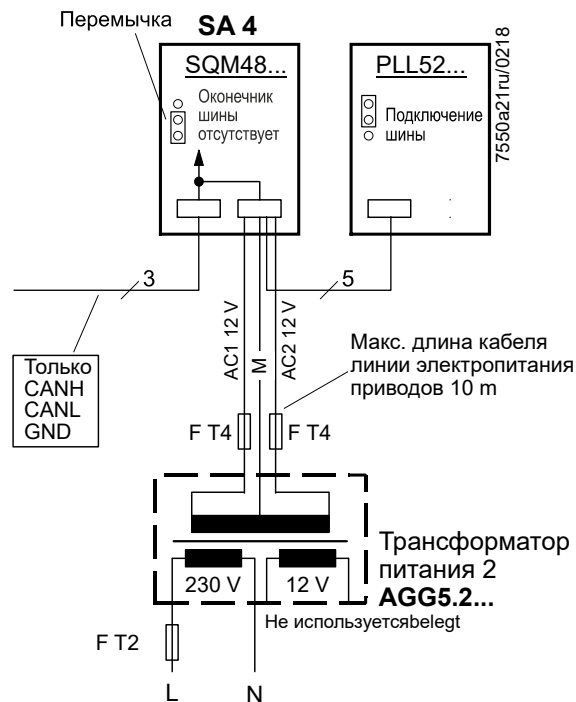 Перемычка
SA 4
SQM48...
Оконечник
шины
отсутствует
PLL52...
Подключение
шины
7550a21ru/0218
3
5
Только
CANH
CANL
GND
AC1 12 V
M
AC2 12 V
Макс. длина кабеля
линии электропитания
приводов 10 m
F T4
F T4
230 V
12 V
Трансформатор
питания 2
AGG5.2...
Не используетсяbelegt
F T2
L
N